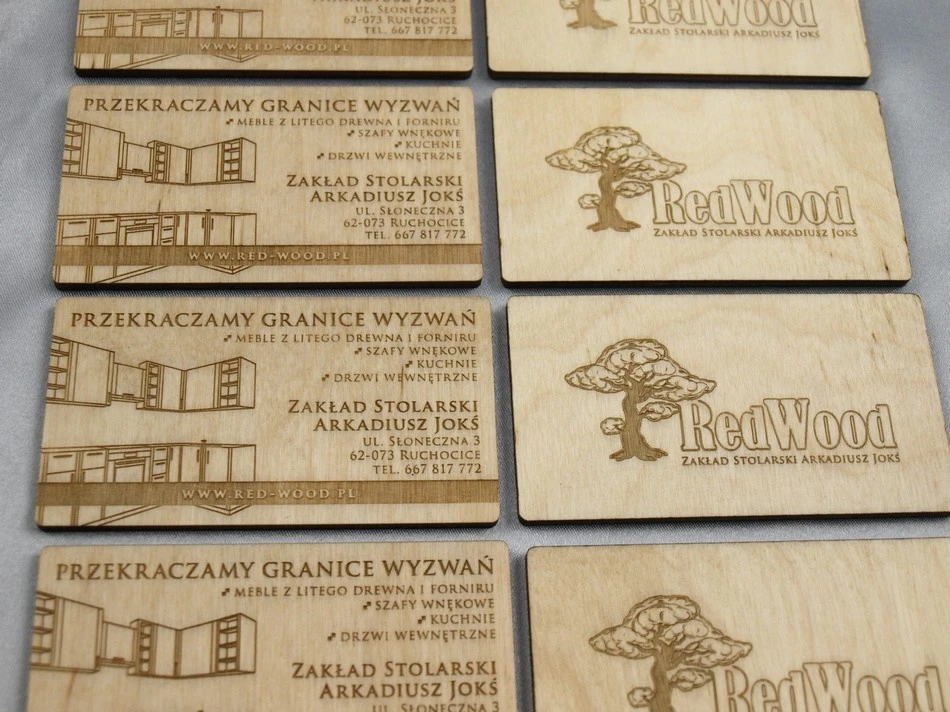 UL. SŁONECZNA 3
62-073 RUCHOCICE
TEL. 667 817 772
WWW.RED-WOOD.PL
RedWood
ZAKŁAD STOLARSKI ARKADIUSZ JOKŚ
PRZEKRACZAMY GRANICE WYZWAŃ
MEBLE Z LITEGO DREWNA I FORNIRU
SZAFY WNĘKOWE
KUCHNIE
DRZWI WEWNĘTRZNE
ZAKŁAD STOLARSKI
ARKADIUSZ JOKŚ
UL. SŁONECZNA 3
62-073 RUCHOCICE
TEL. 667 817 772
WWW.RED-WOOD.PL
RedWood
ZAKŁAD STOLARSKI ARKADIUSZ JOKŚ
PRZEKRACZAMY GRANICE WYZWAŃ
MEBLE Z LITEGO DREWNA I FORNIRU
SZAFY WNĘKOWE
KUCHNIE
DRZWI WEWNĘTRZNE
ZAKŁAD STOLARSKI
ARKADIUSZ JOKŚ
UL. SŁONECZNA 3
62-073 RUCHOCICE
TEL. 667 817 772
WWW.RED-WOOD.PL
RedWood
ZAKŁAD STOLARSKI ARKADIUSZ JOKŚ
PRZEKRACZAMY GRANICE WYZWAŃ
MEBLE Z LITEGO DREWNA I FORNIRU
SZAFY WNĘKOWE
KUCHNIE
DRZWI WEWNĘTRZNE
ZAKŁAD STOLARSKI
ARKADIUSZ JOKŚ
UL. SŁONECZNA 3
RedWood